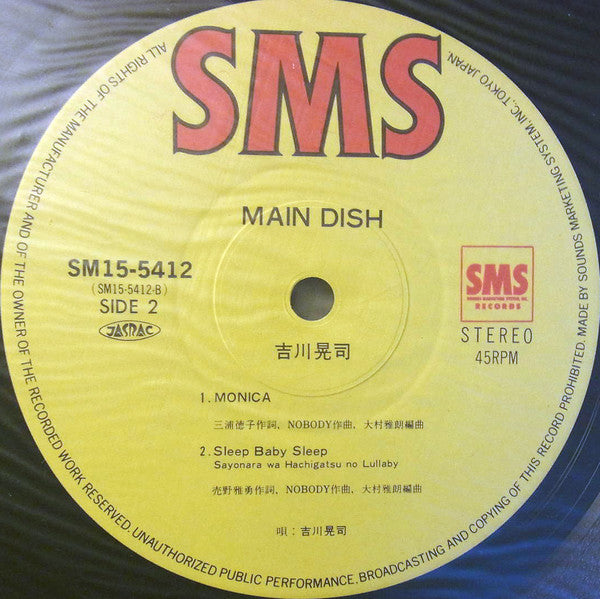 SMS
MAIN DISH
SM15-5412
(SM15-5412-B)
SIDE 2
JASRAC
SMS
SOUNDS MARKETING SYSTEM, INC.
RECORDS
STEREO
45RPM
吉川晃司
1. MONICA
三浦徳子作詞、NOBODY作曲、大村雅朗編曲
2. Sleep Baby Sleep
Sayonara wa Hachigatsu no Lullaby
売野雅勇作詞、NOBODY作曲、大村雅朗編曲
唄：吉川晃司
ALL RIGHTS OF THE MANUFACTURER AND OF THE OWNER OF THE RECORDED WORK RESERVED. UNAUTHORIZED PUBLIC PERFORMANCE. BROADCASTING AND COPYING OF THIS RECORD PROHIBITED. MADE BY SOUNDS MARKETING SYSTEM, INC, TOKYO JAPAN.